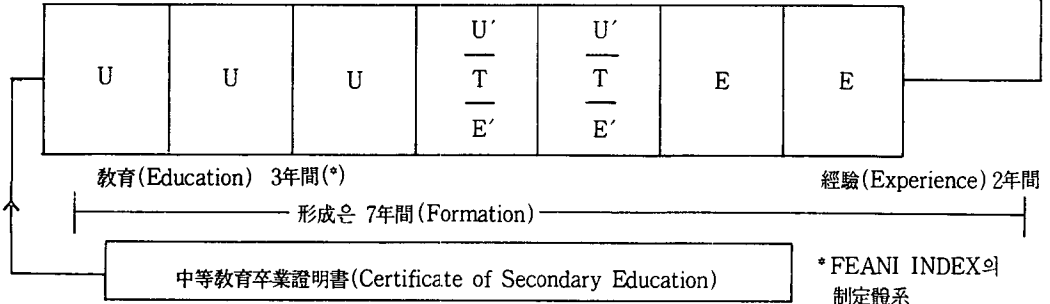 U U U U′ U′ E E
T T
E′ E′
教育(Education) 3年間(*) 經驗(Experience) 2年間
形成은 7年間(Formation)
中等教育卒業證明書(Certificate of Secondary Education)
*FEANI INDEX의
制定體系